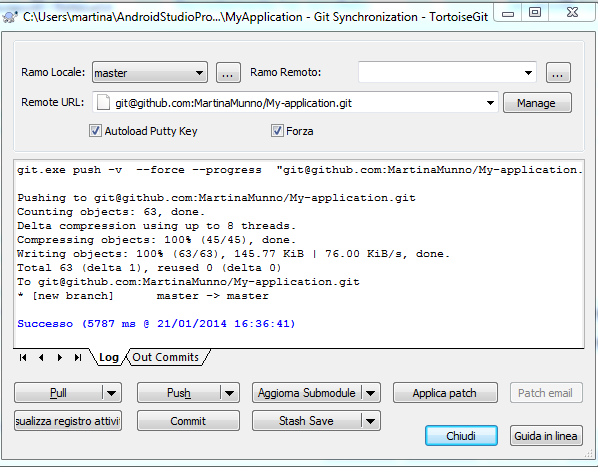 C:\Users\martina\AndroidStudioPro...\MyApplication - Git Synchronization - TortoiseGit
Ramo Locale: master ... Ramo Remoto: ...
Remote URL: git@github.com:MartinaMunno/My-application.git Manage
Autoload Putty Key Forza
git.exe push -v --force --progress "git@github.com:MartinaMunno/My-application.
Pushing to git@github.com:MartinaMunno/My-application.git
Counting objects: 63, done.
Delta compression using up to 8 threads.
Compressing objects: 100% (45/45), done.
Writing objects: 100% (63/63), 145.77 KiB | 76.00 KiB/s, done.
Total 63 (delta 1), reused 0 (delta 0)
To git@github.com:MartinaMunno/My-application.git
* [new branch] master -> master
Successo (5787 ms @ 21/01/2014 16:36:41)
Log Out Commits
Pull Push Aggiorna Submodule Applica patch Patch email
sualizza registro attivit Commit Stash Save
Chiudi Guida in linea